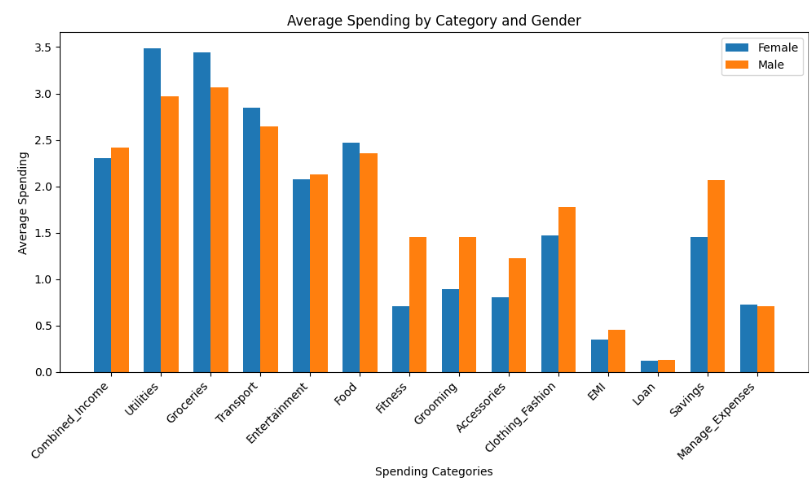 Average Spending by Category and Gender
Female
Male
Average Spending
3.5
3.0
2.5
2.0
1.5
1.0
0.5
0.0
Combined_Income
Utilities
Groceries
Transport
Entertainment
Food
Fitness
Grooming
Accessories
Clothing_Fashion
EMI
Loan
Savings
Manage_Expenses
Spending Categories